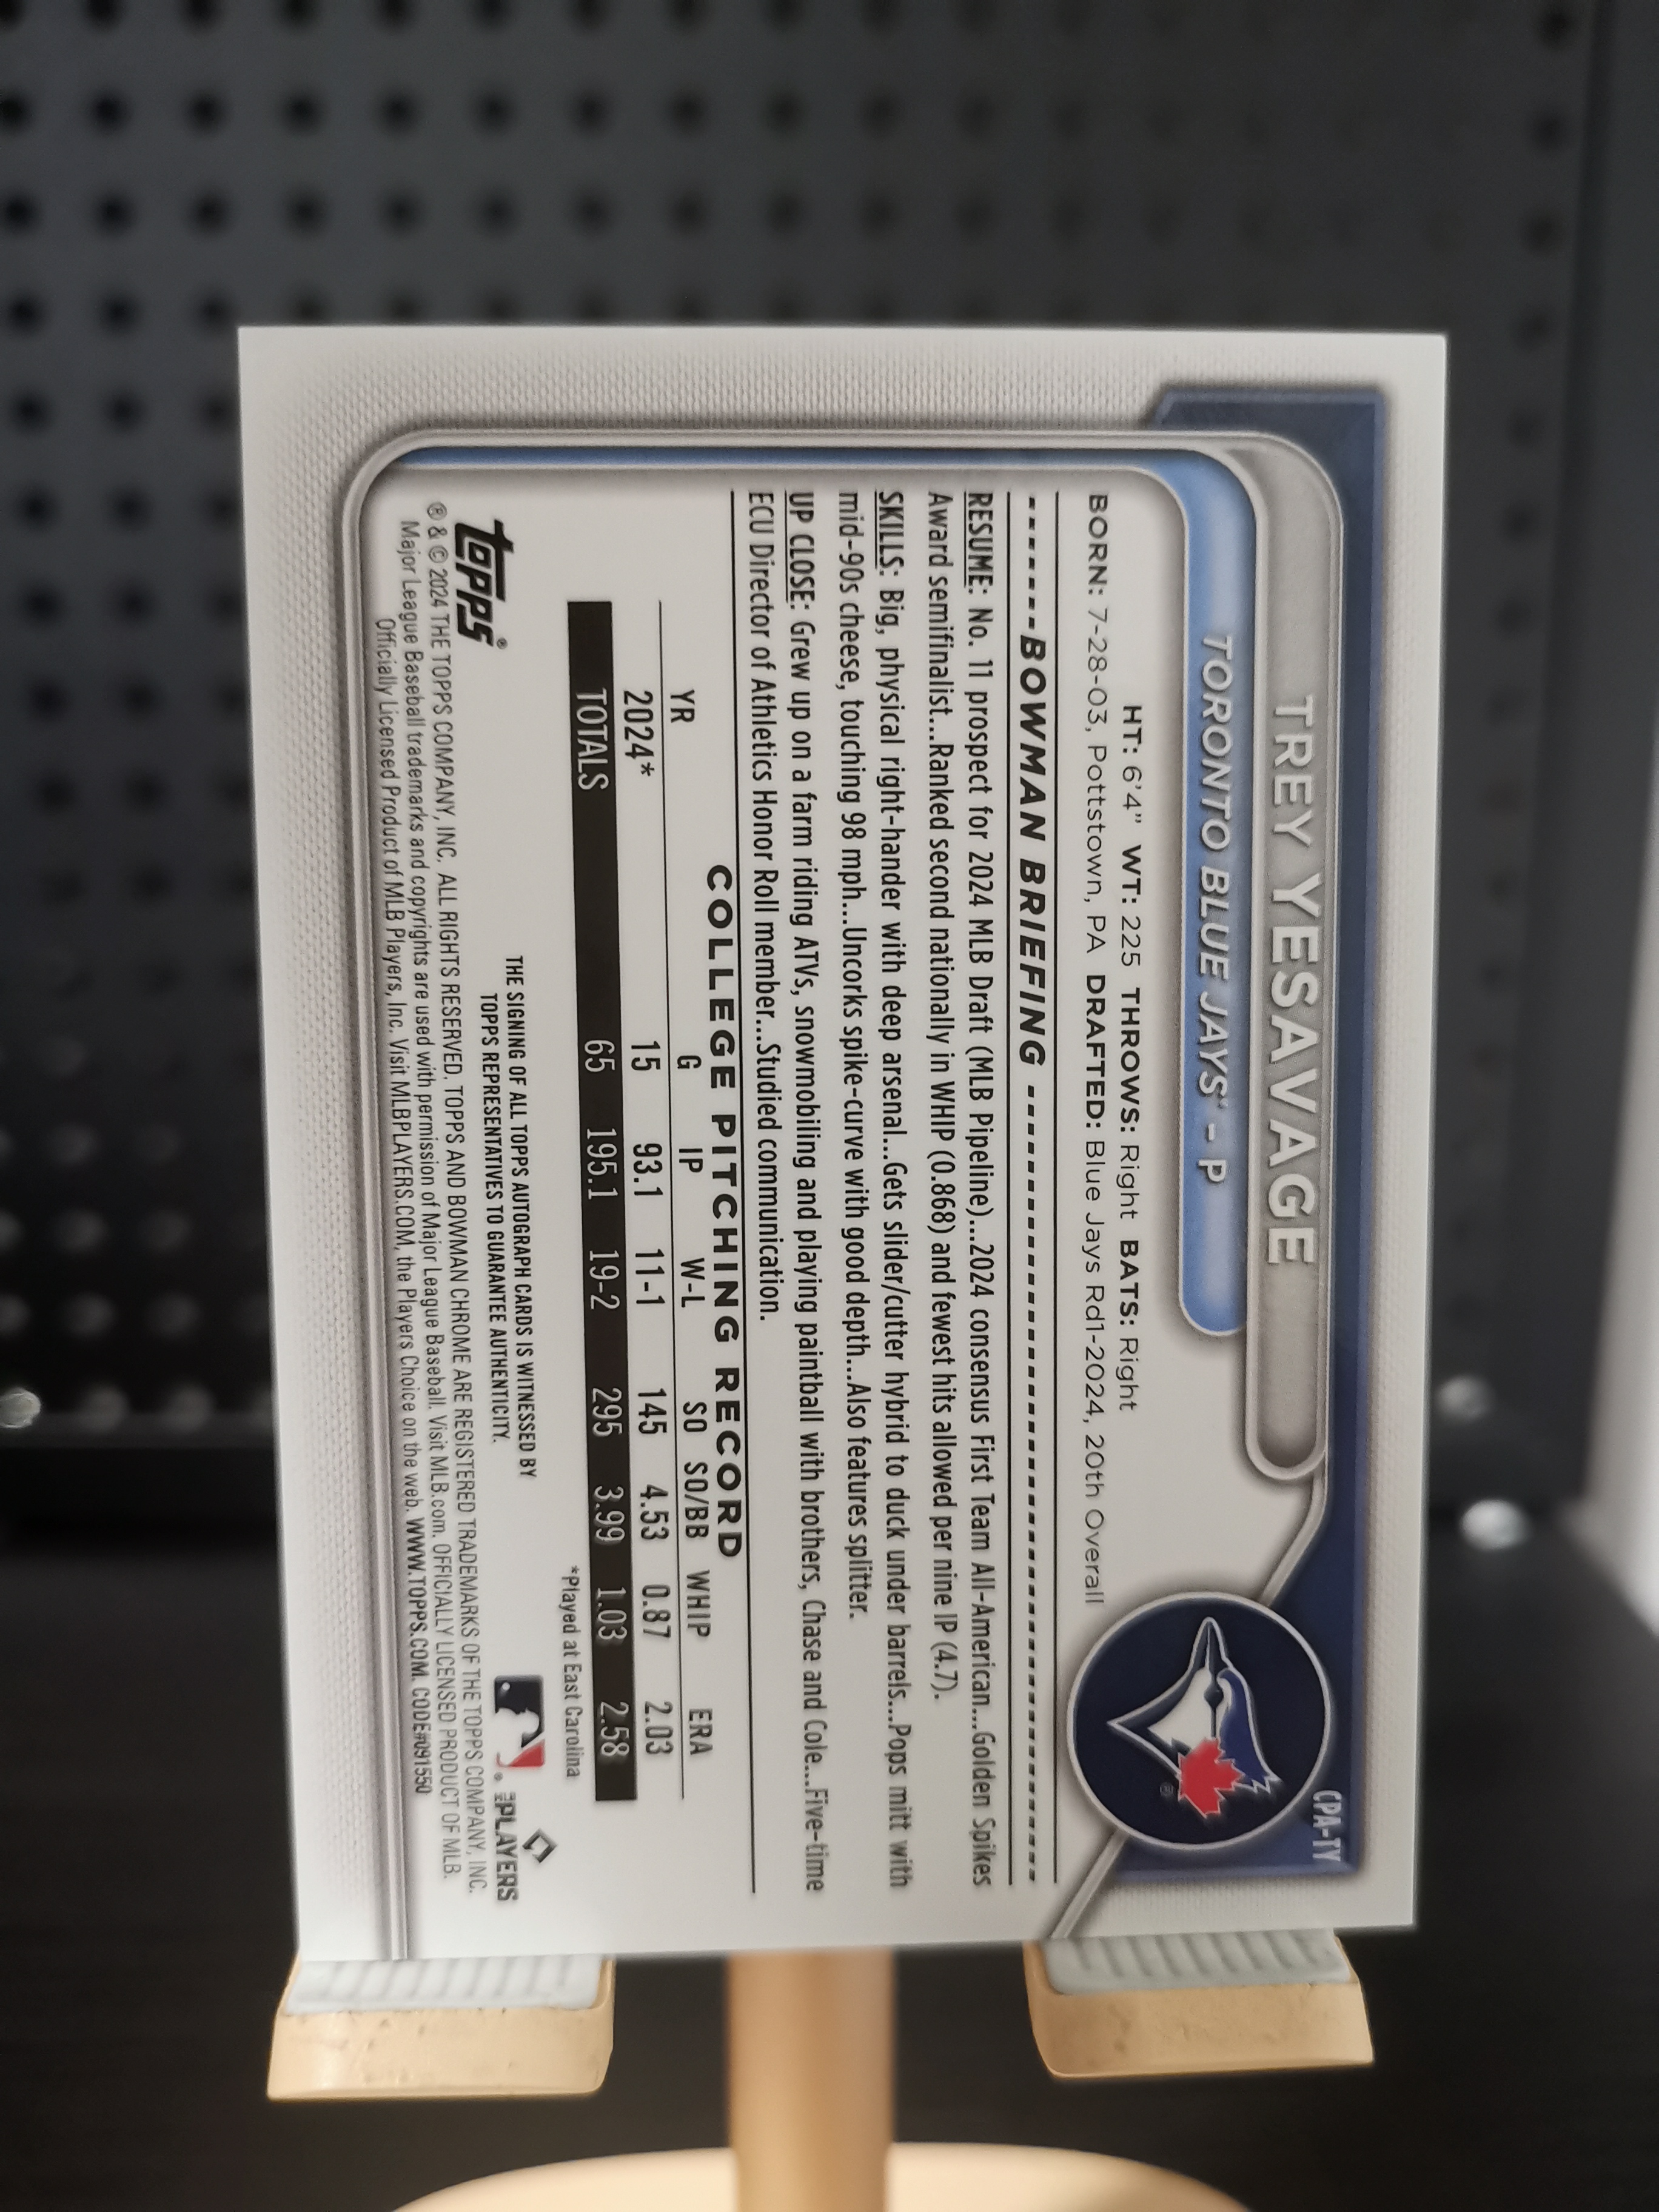 CPA-TY
TREY YESAVAGE
TORONTO BLUE JAYS® - P
HT: 6'4" WT: 225 THROWS: Right BATS: Right
BORN: 7-28-03, Pottstown, PA DRAFTED: Blue Jays Rd1-2024, 20th Overall
BOWMAN BRIEFING
RESUME: No. 11 prospect for 2024 MLB Draft (MLB Pipeline)...2024 consensus First Team All-American...Golden Spikes
Award semifinalist...Ranked second nationally in WHIP (0.868) and fewest hits allowed per nine IP (4.7).
SKILLS: Big, physical right-hander with deep arsenal...Gets slider/cutter hybrid to duck under barrels...Pops mitt with
mid-90s cheese, touching 98 mph...Uncorks spike-curve with good depth...Also features splitter.
UP CLOSE: Grew up on a farm riding ATVs, snowmobiling and playing paintball with brothers, Chase and Cole...Five-time
ECU Director of Athletics Honor Roll member...Studied communication.
COLLEGE PITCHING RECORD
YR G IP W-L SO SO/BB WHIP ERA
2024* 15 93.1 11-1 145 4.53 0.87 2.03
TOTALS 65 195.1 19-2 295 3.99 1.03 2.58
*Played at East Carolina
topps®
THE SIGNING OF ALL TOPPS AUTOGRAPH CARDS IS WITNESSED BY
TOPPS REPRESENTATIVES TO GUARANTEE AUTHENTICITY.
THE PLAYERS
® & © 2024 THE TOPPS COMPANY, INC. ALL RIGHTS RESERVED. TOPPS AND BOWMAN CHROME ARE REGISTERED TRADEMARKS OF THE TOPPS COMPANY, INC.
Major League Baseball trademarks and copyrights are used with permission of Major League Baseball. Visit MLB.com. OFFICIALLY LICENSED PRODUCT OF MLB
Officially Licensed Product of MLB Players, Inc. Visit MLBPLAYERS.COM, the Players Choice on the web. WWW.TOPPS.COM. CODE#091550